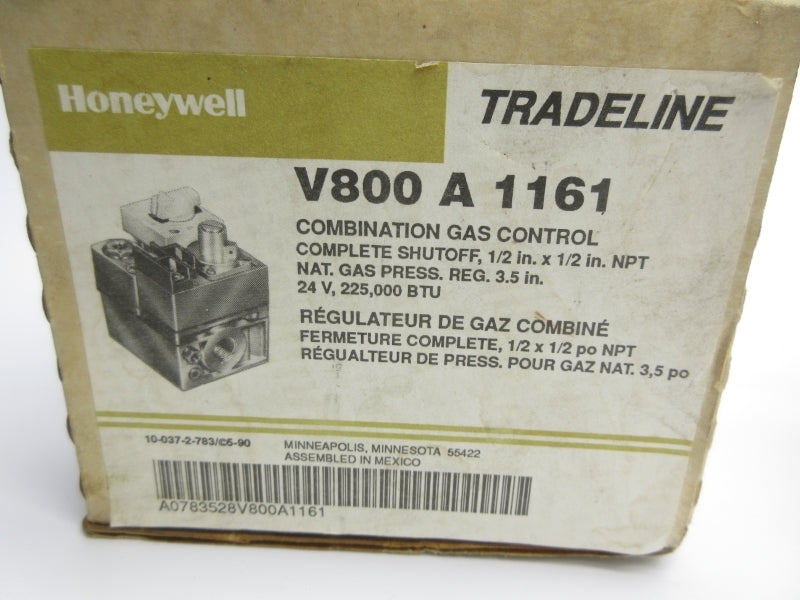 Honeywell
TRADELINE
V800 A 1161
COMBINATION GAS CONTROL
COMPLETE SHUTOFF, 1/2 in. x 1/2 in. NPT
NAT. GAS PRESS. REG. 3.5 in.
24 V, 225,000 BTU
RÉGULATEUR DE GAZ COMBINÉ
FERMETURE COMPLETE, 1/2 x 1/2 po NPT
RÉGUALTEUR DE PRESS. POUR GAZ NAT. 3,5 po
10-037-2-783/C5-90
MINNEAPOLIS, MINNESOTA 55422
ASSEMBLED IN MEXICO
A0783528V800A1161